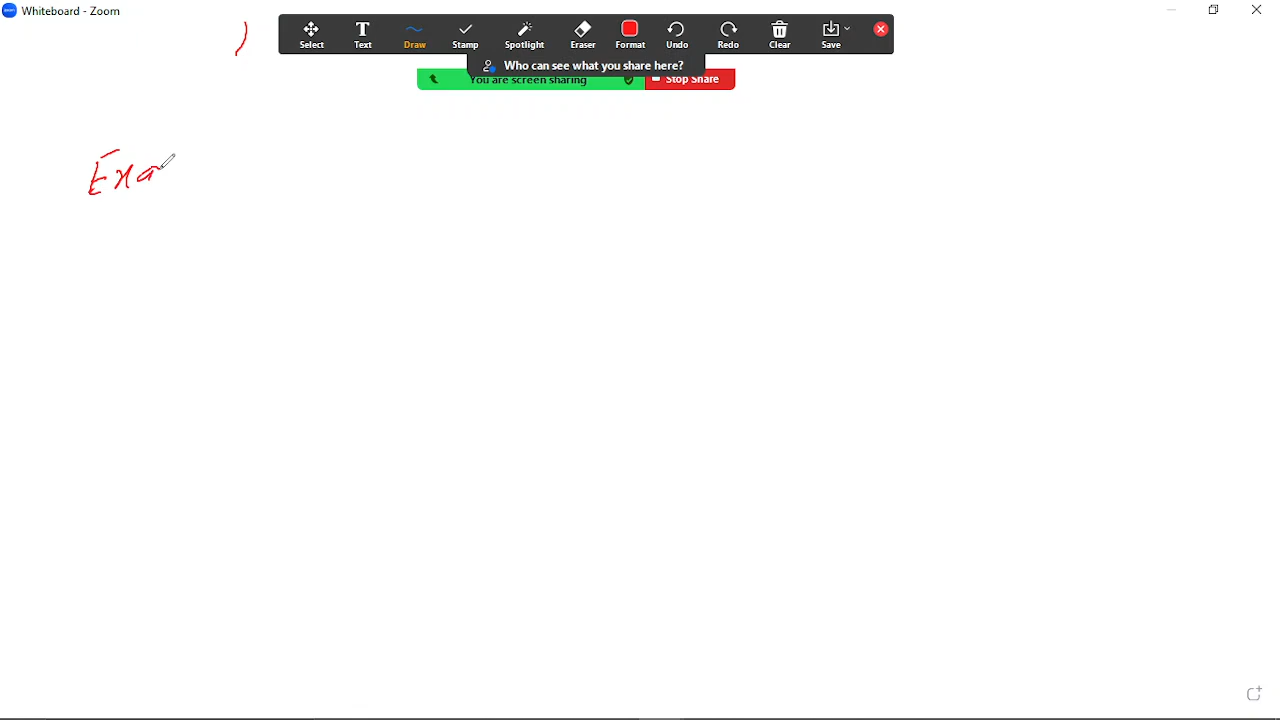 Whiteboard - Zoom
)
Select Text Draw Stamp Spotlight Eraser Format Undo Redo Clear Save
Who can see what you share here?
You are screen sharing Stop Share
Exa